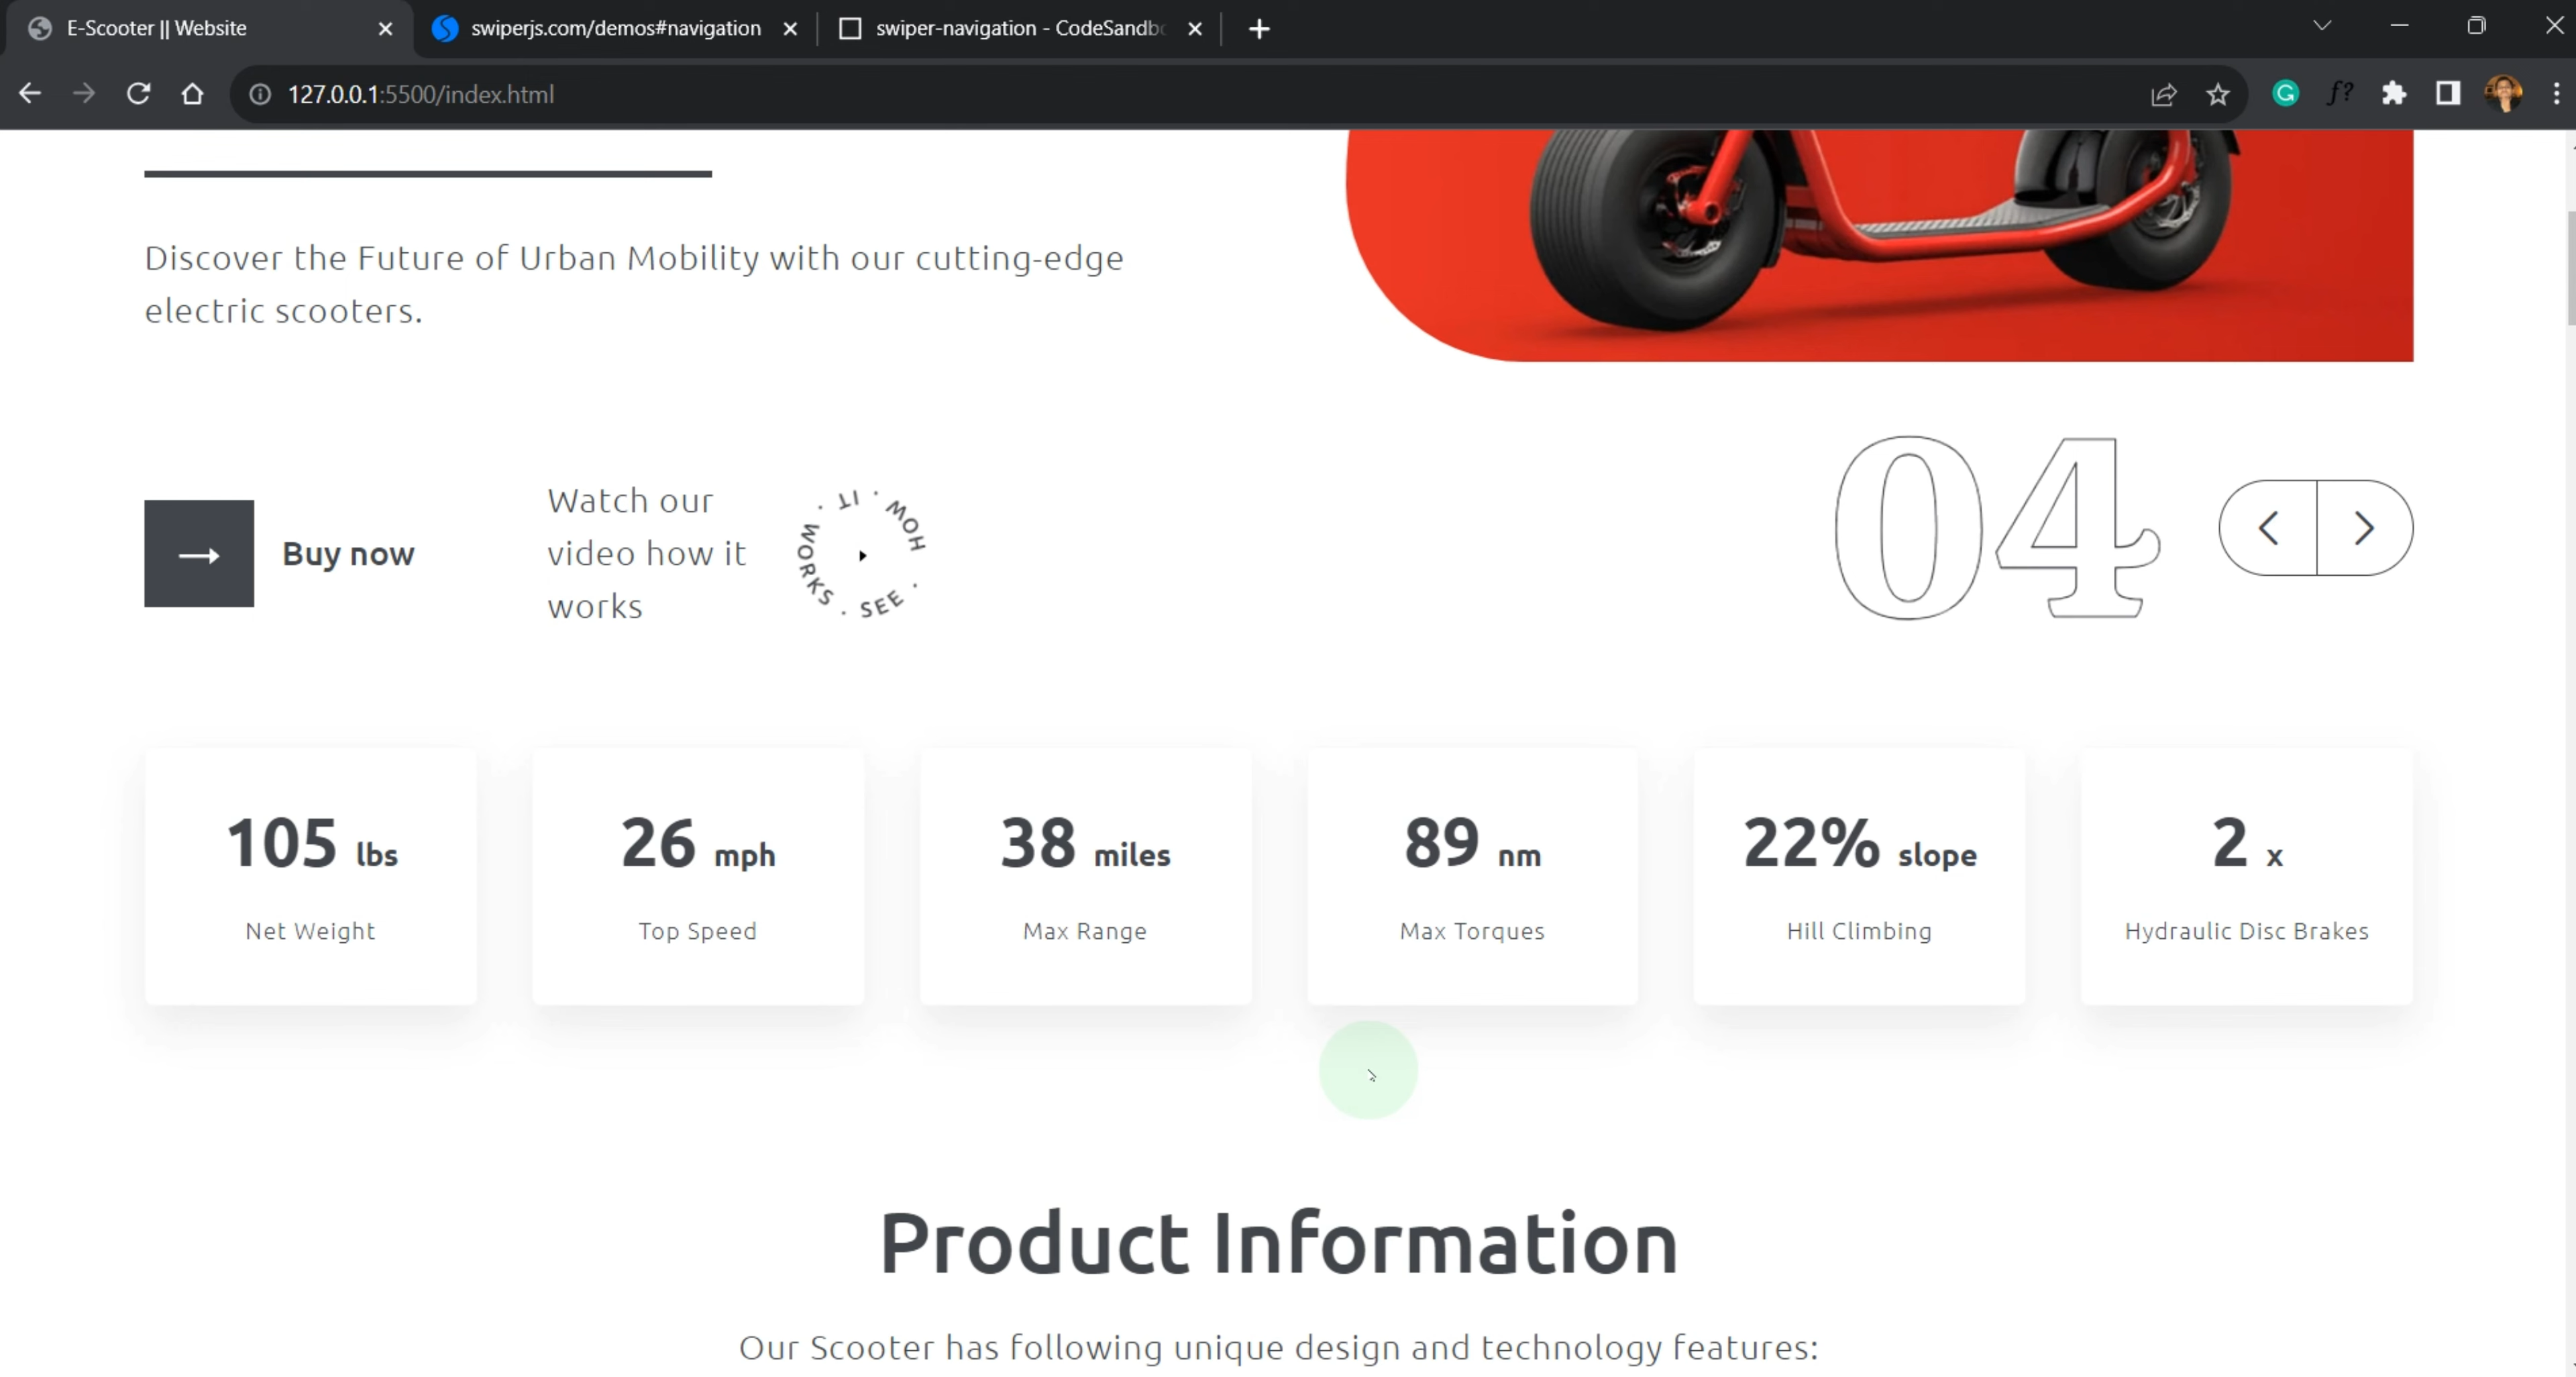 E-Scooter || Website
swiperjs.com/demos#navigation
swiper-navigation - CodeSandb
127.0.0.1:5500/index.html
f?
Discover the Future of Urban Mobility with our cutting-edge
electric scooters.
Buy now
Watch our
video how it
works
SEE · HOW · IT · WORKS ·
04
105 lbs
Net Weight
26 mph
Top Speed
38 miles
Max Range
89 nm
Max Torques
22% slope
Hill Climbing
2 x
Hydraulic Disc Brakes
Product Information
Our Scooter has following unique design and technology features: